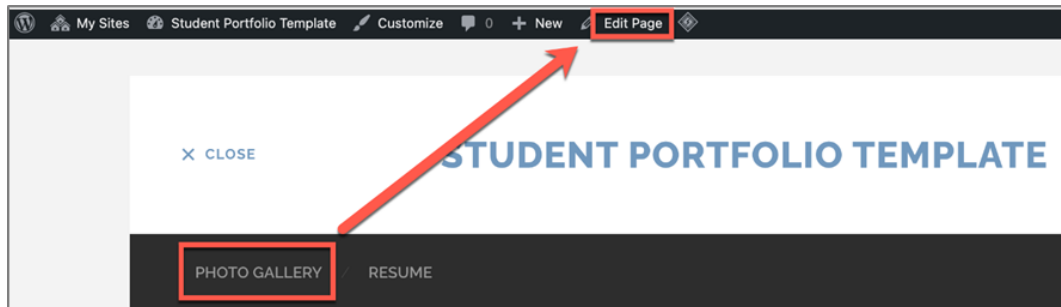 My Sites Student Portfolio Template Customize 0 New Edit Page
CLOSE STUDENT PORTFOLIO TEMPLATE
PHOTO GALLERY / RESUME